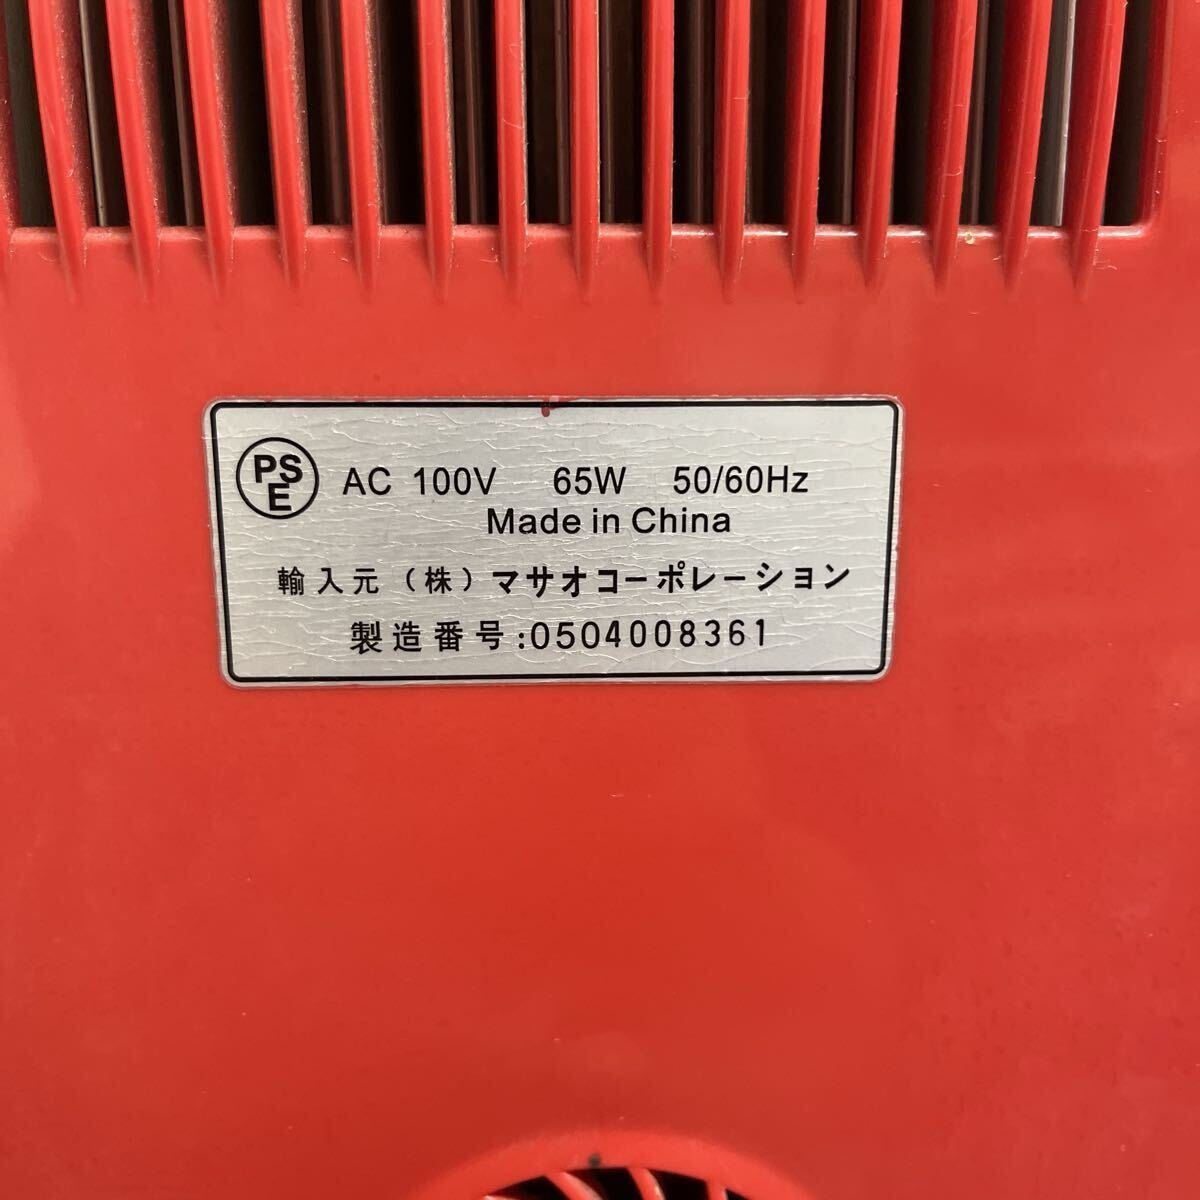 PSE AC 100V 65W 50/60Hz
Made in China
輸入元（株）マサオコーポレーション
製造番号:0504008361